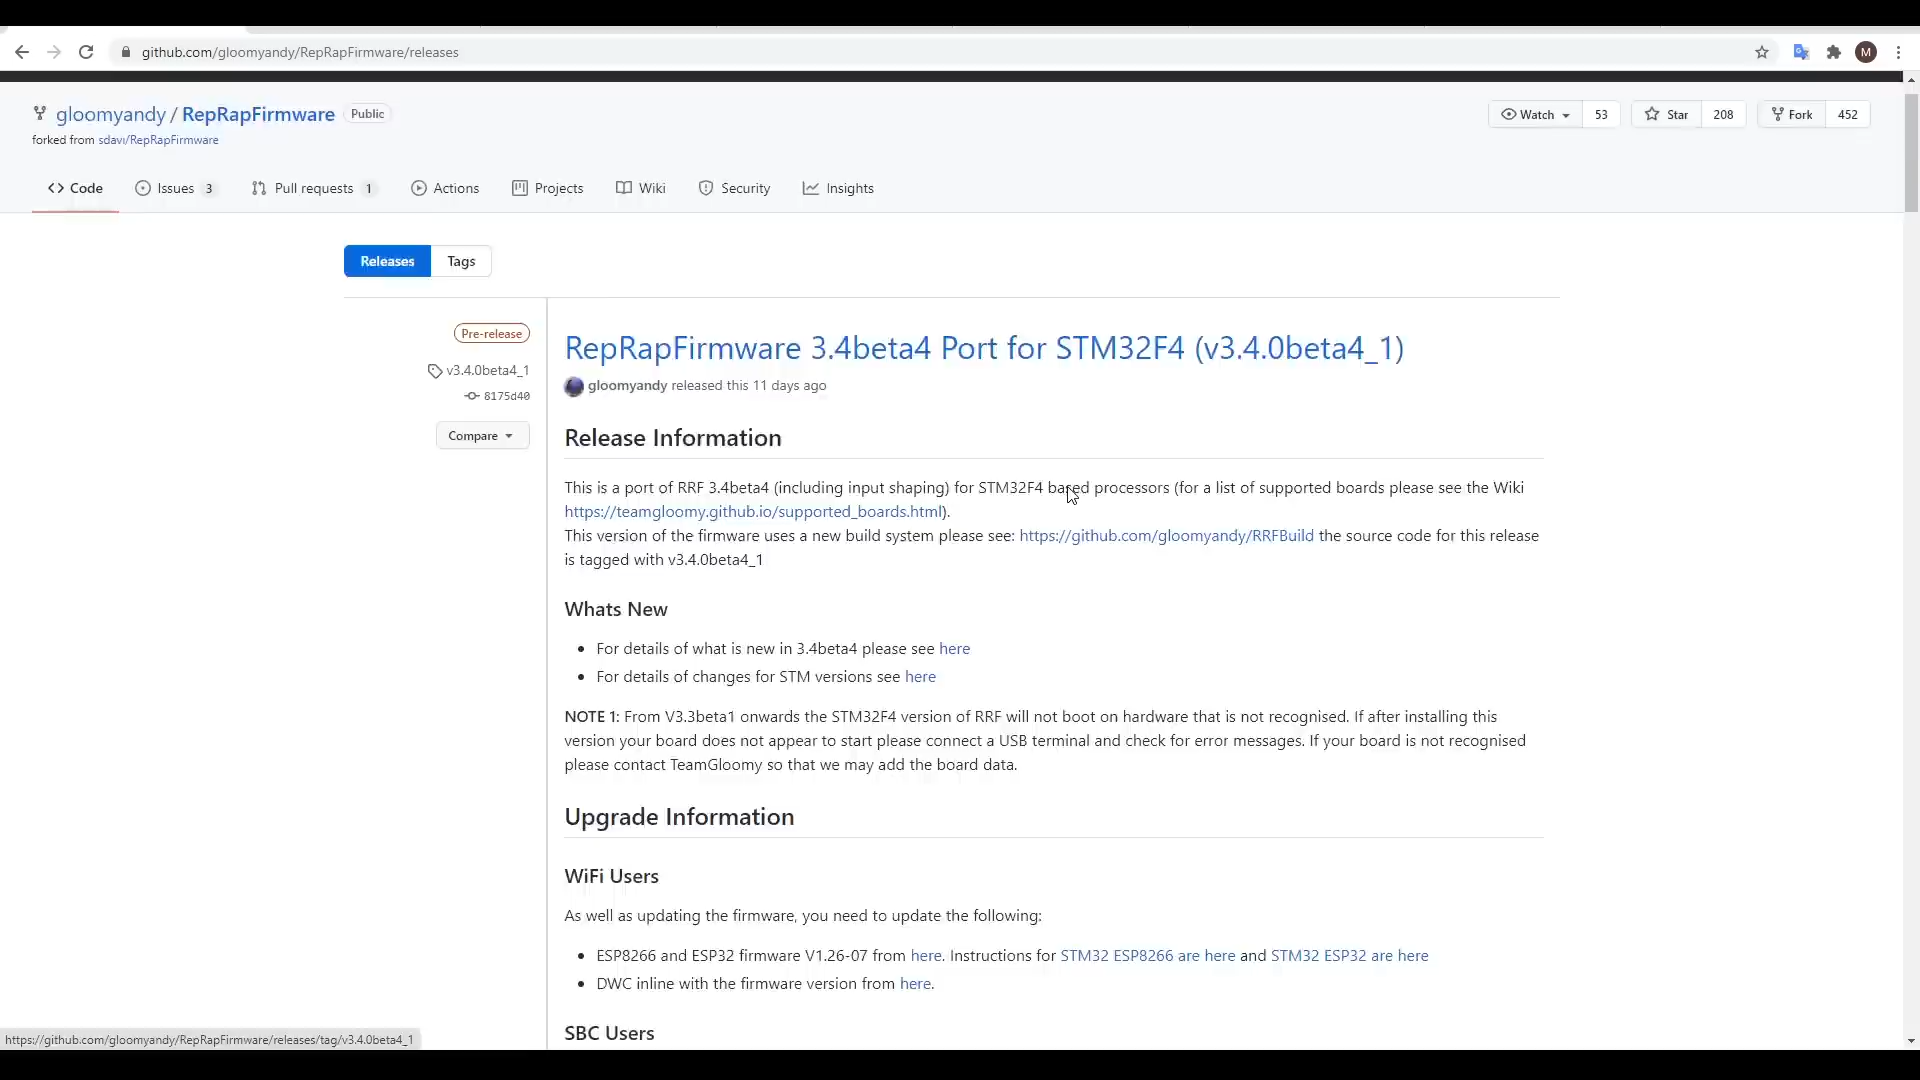 github.com/gloomyandy/RepRapFirmware/releases
M
gloomyandy / RepRapFirmware Public
Watch 53 Star 208 Fork 452
forked from sdavi/RepRapFirmware
Code Issues 3 Pull requests 1 Actions Projects Wiki Security Insights
Releases Tags
Pre-release
v3.4.0beta4_1
8175d40
Compare
RepRapFirmware 3.4beta4 Port for STM32F4 (v3.4.0beta4_1)
gloomyandy released this 11 days ago
Release Information
This is a port of RRF 3.4beta4 (including input shaping) for STM32F4 based processors (for a list of supported boards please see the Wiki
https://teamgloomy.github.io/supported_boards.html).
This version of the firmware uses a new build system please see: https://github.com/gloomyandy/RRFBuild the source code for this release
is tagged with v3.4.0beta4_1
Whats New
For details of what is new in 3.4beta4 please see here
For details of changes for STM versions see here
NOTE 1: From V3.3beta1 onwards the STM32F4 version of RRF will not boot on hardware that is not recognised. If after installing this
version your board does not appear to start please connect a USB terminal and check for error messages. If your board is not recognised
please contact TeamGloomy so that we may add the board data.
Upgrade Information
WiFi Users
As well as updating the firmware, you need to update the following:
ESP8266 and ESP32 firmware V1.26-07 from here. Instructions for STM32 ESP8266 are here and STM32 ESP32 are here
DWC inline with the firmware version from here.
SBC Users
https://github.com/gloomyandy/RepRapFirmware/releases/tag/v3.4.0beta4_1